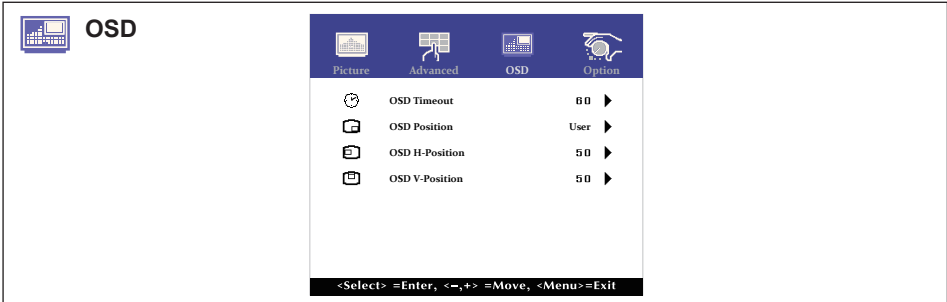 OSD
Picture Advanced OSD Option
OSD Timeout 60
OSD Position User
OSD H-Position 50
OSD V-Position 50
<Select> =Enter, <–,+> =Move, <Menu>=Exit